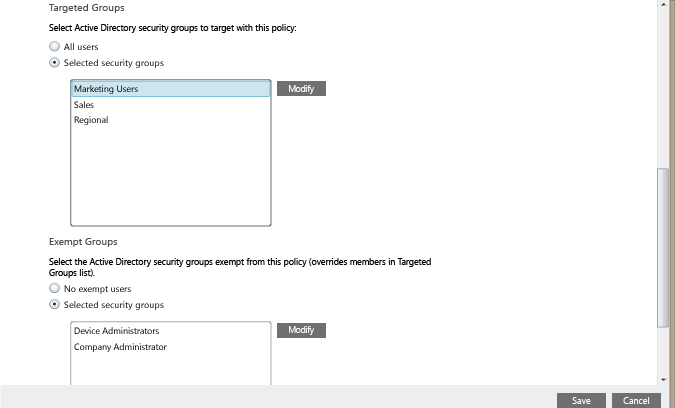 Targeted Groups
Select Active Directory security groups to target with this policy:
All users
Selected security groups
Marketing Users
Modify
Sales
Regional
Exempt Groups
Select the Active Directory security groups exempt from this policy (overrides members in Targeted
Groups list).
No exempt users
Selected security groups
Device Administrators
Modify
Company Administrator
Save
Cancel